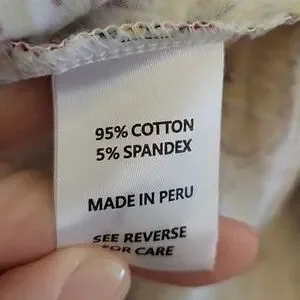 95% COTTON
5% SPANDEX
MADE IN PERU
SEE REVERSE
FOR CARE